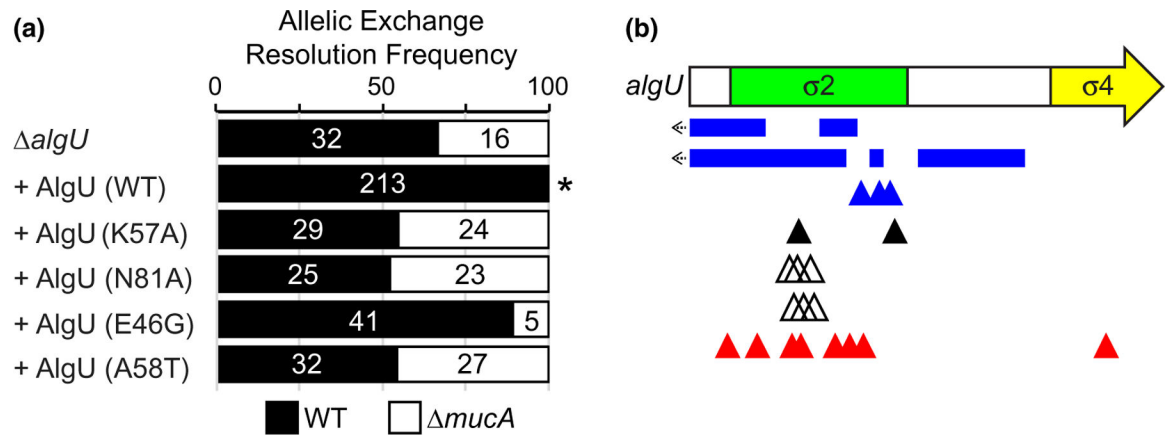 (a)
Allelic Exchange
Resolution Frequency
0 50 100
ΔalgU 32 16
+ AlgU (WT) 213 *
+ AlgU (K57A) 29 24
+ AlgU (N81A) 25 23
+ AlgU (E46G) 41 5
+ AlgU (A58T) 32 27
WT ΔmucA
(b)
algU σ2 σ4